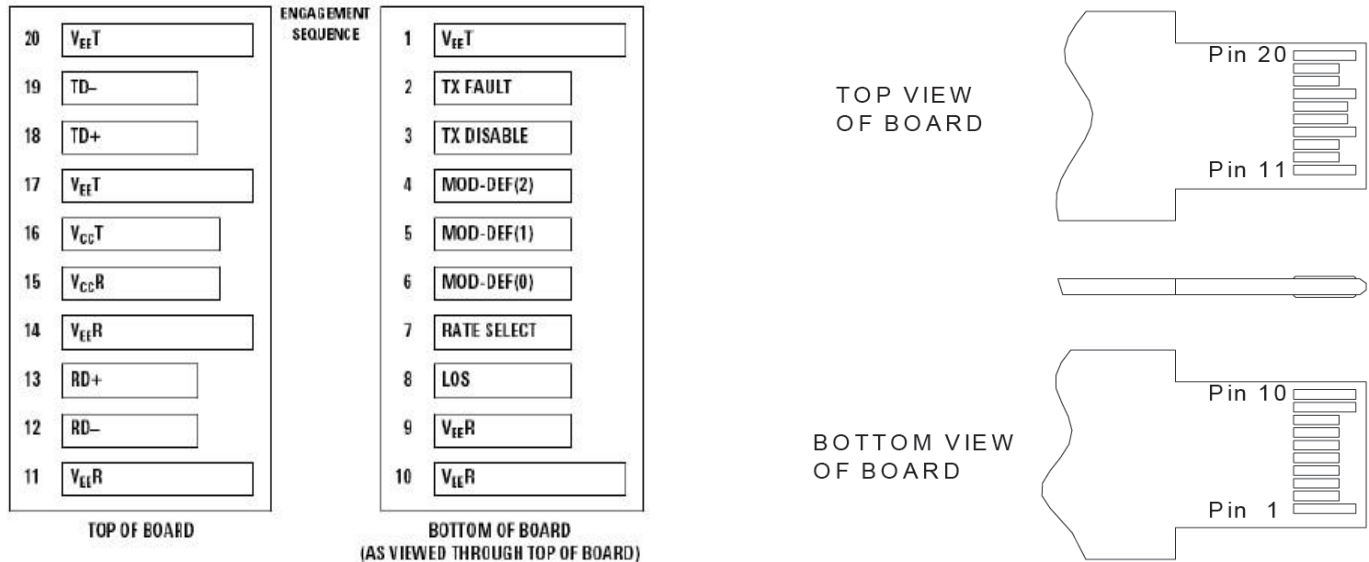 ENGAGEMENT
SEQUENCE
20 VEET
19 TD–
18 TD+
17 VEET
16 VCCT
15 VCCR
14 VEER
13 RD+
12 RD–
11 VEER
TOP OF BOARD
1 VEET
2 TX FAULT
3 TX DISABLE
4 MOD-DEF(2)
5 MOD-DEF(1)
6 MOD-DEF(0)
7 RATE SELECT
8 LOS
9 VEER
10 VEER
BOTTOM OF BOARD
(AS VIEWED THROUGH TOP OF BOARD)
TOP VIEW
OF BOARD
Pin 20
Pin 11
BOTTOM VIEW
OF BOARD
Pin 10
Pin 1